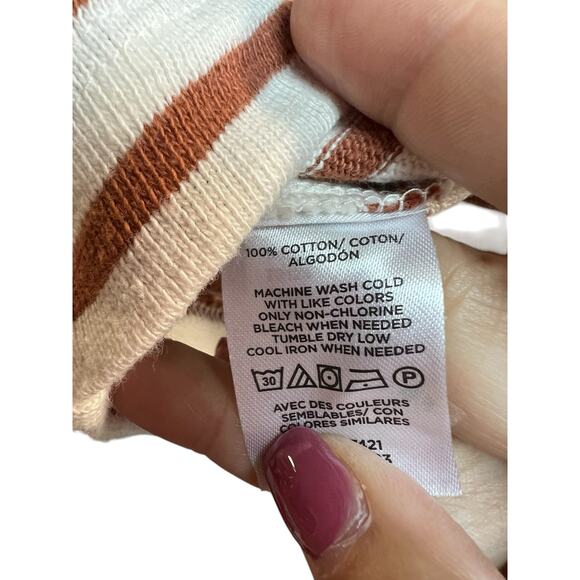 100% COTTON/ COTON/
ALGODÓN
MACHINE WASH COLD
WITH LIKE COLORS
ONLY NON-CHLORINE
BLEACH WHEN NEEDED
TUMBLE DRY LOW
COOL IRON WHEN NEEDED
30 P
AVEC DES COULEURS
SEMBLABLES/ CON
COLORES SIMILARES